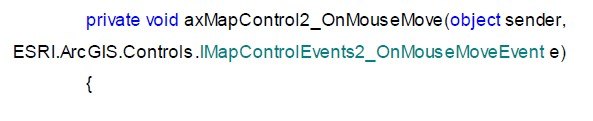 private void axMapControl2_OnMouseMove(object sender,
ESRI.ArcGIS.Controls.IMapControlEvents2_OnMouseMoveEvent e)
{